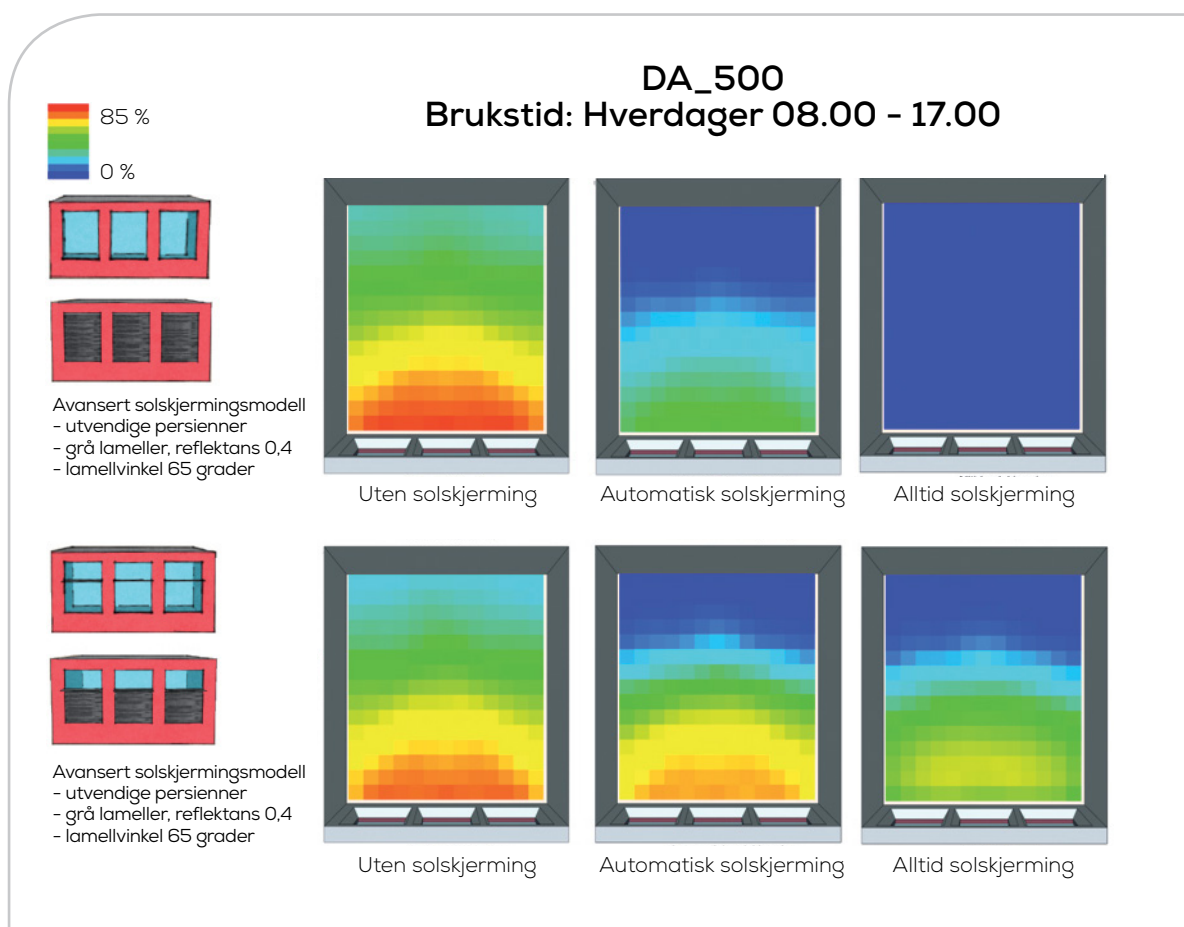 DA_500
Brukstid: Hverdager 08.00 - 17.00
85 %
0 %
Avansert solskjermingsmodell
- utvendige persienner
- grå lameller, reflektans 0,4
- lamellvinkel 65 grader
Uten solskjerming
Automatisk solskjerming
Alltid solskjerming
Avansert solskjermingsmodell
- utvendige persienner
- grå lameller, reflektans 0,4
- lamellvinkel 65 grader
Uten solskjerming
Automatisk solskjerming
Alltid solskjerming